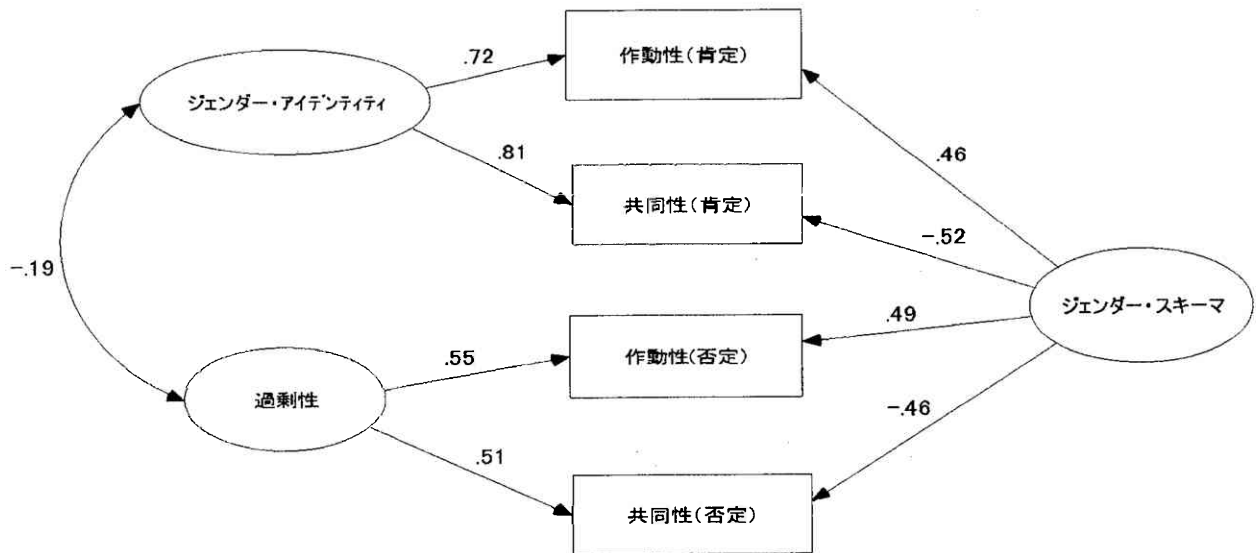 作動性(肯定)
.72
ジェンダー・アイデンティティ
.46
.81
共同性(肯定)
-.52
-.19
ジェンダー・スキーマ
.49
作動性(否定)
.55
過剰性
-.46
.51
共同性(否定)